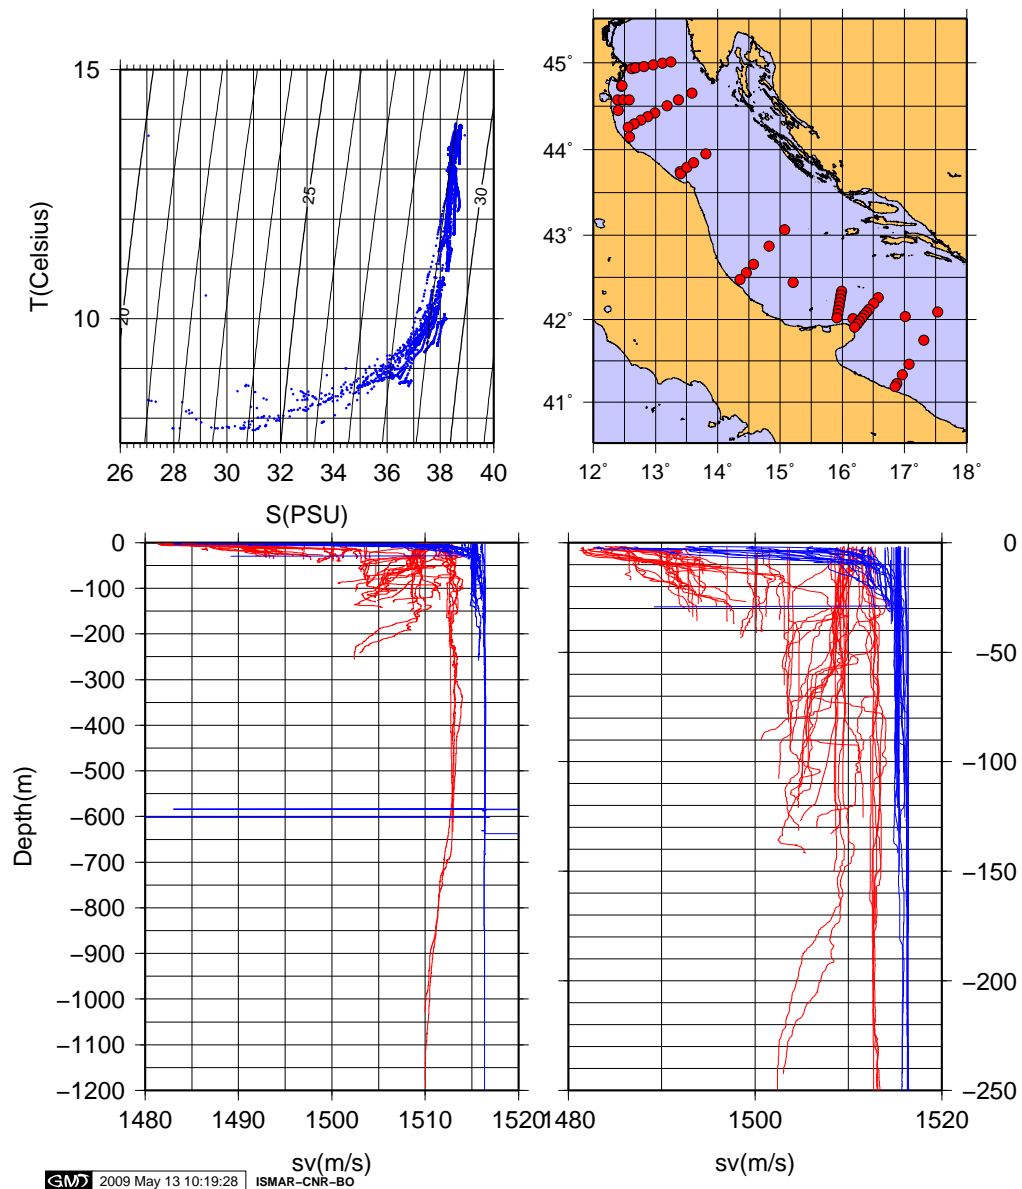 15
10
T(Celsius)
20
25
30
26 28 30 32 34 36 38 40
S(PSU)
45°
44°
43°
42°
41°
12° 13° 14° 15° 16° 17° 18°
0
−100
−200
−300
−400
−500
−600
−700
−800
−900
−1000
−1100
−1200
Depth(m)
1480 1490 1500 1510 1520
sv(m/s)
0
−50
−100
−150
−200
−250
1480 1500 1520
sv(m/s)
GMT 2009 May 13 10:19:28 ISMAR−CNR−BO